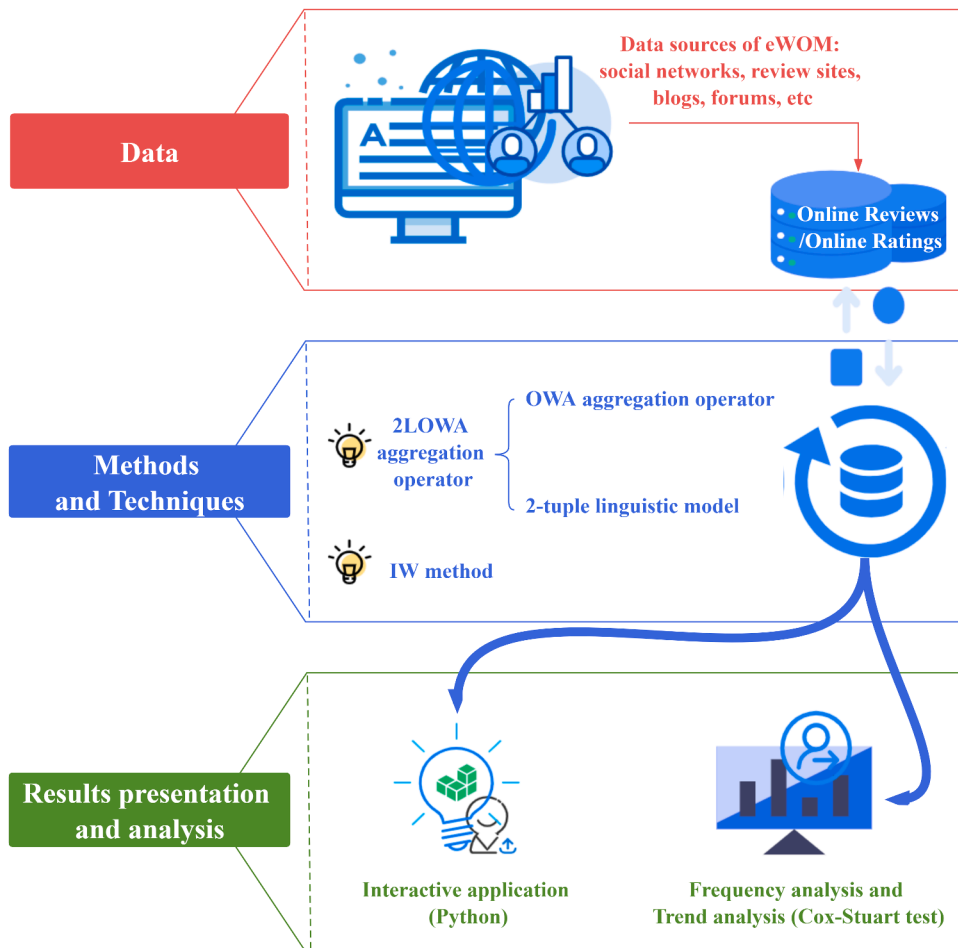 Data sources of eWOM:
social networks, review sites,
blogs, forums, etc
Data
A
Online Reviews
/Online Ratings
OWA aggregation operator
2LOWA
aggregation
operator
Methods
and Techniques
2-tuple linguistic model
IW method
Results presentation
and analysis
Interactive application
(Python)
Frequency analysis and
Trend analysis (Cox-Stuart test)